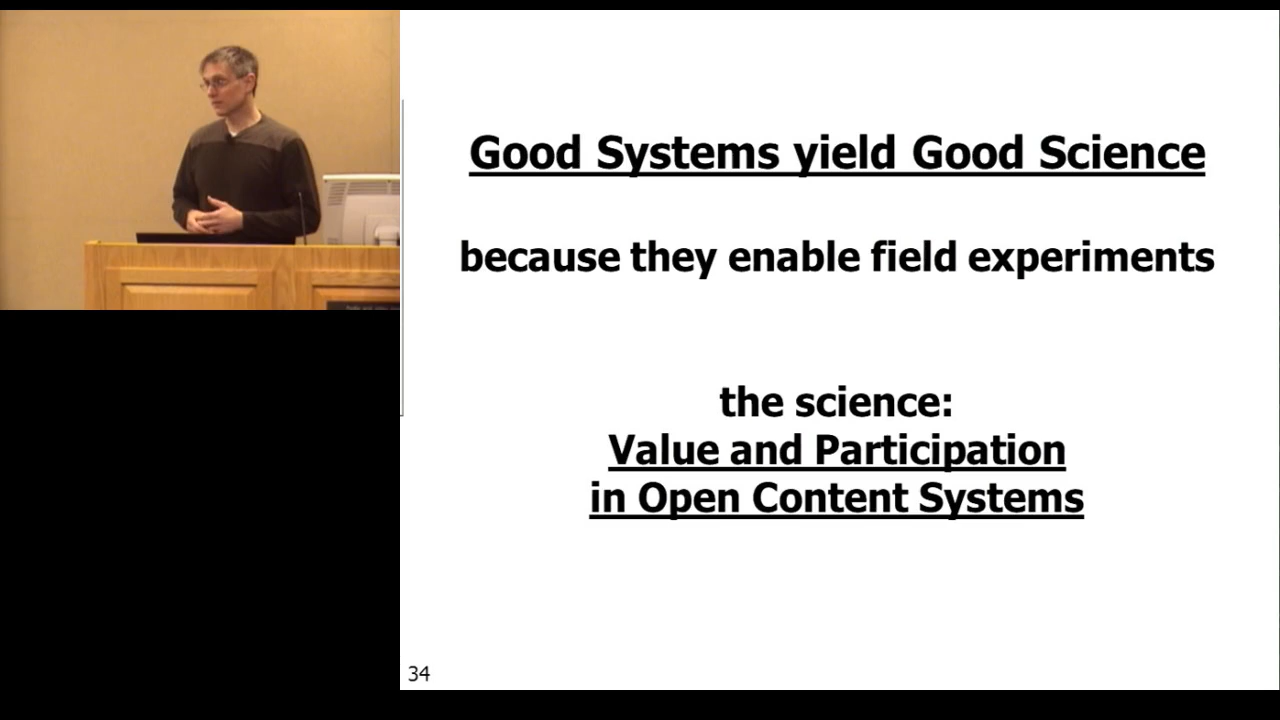 Good Systems yield Good Science
because they enable field experiments
the science:
Value and Participation
in Open Content Systems
34